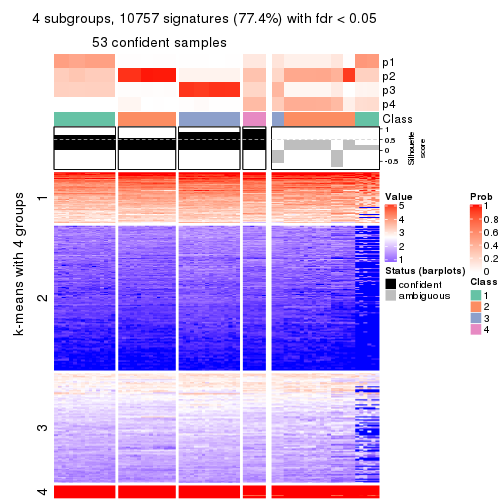 4 subgroups, 10757 signatures (77.4%) with fdr < 0.05
53 confident samples
p1
p2
p3
p4
Class
1
0.5
0
-0.5
Silhouette
score
k-means with 4 groups
1
2
3
4
Value
5
4
3
2
1
Status (barplots)
confident
ambiguous
Prob
1
0.8
0.6
0.4
0.2
0
Class
1
2
3
4